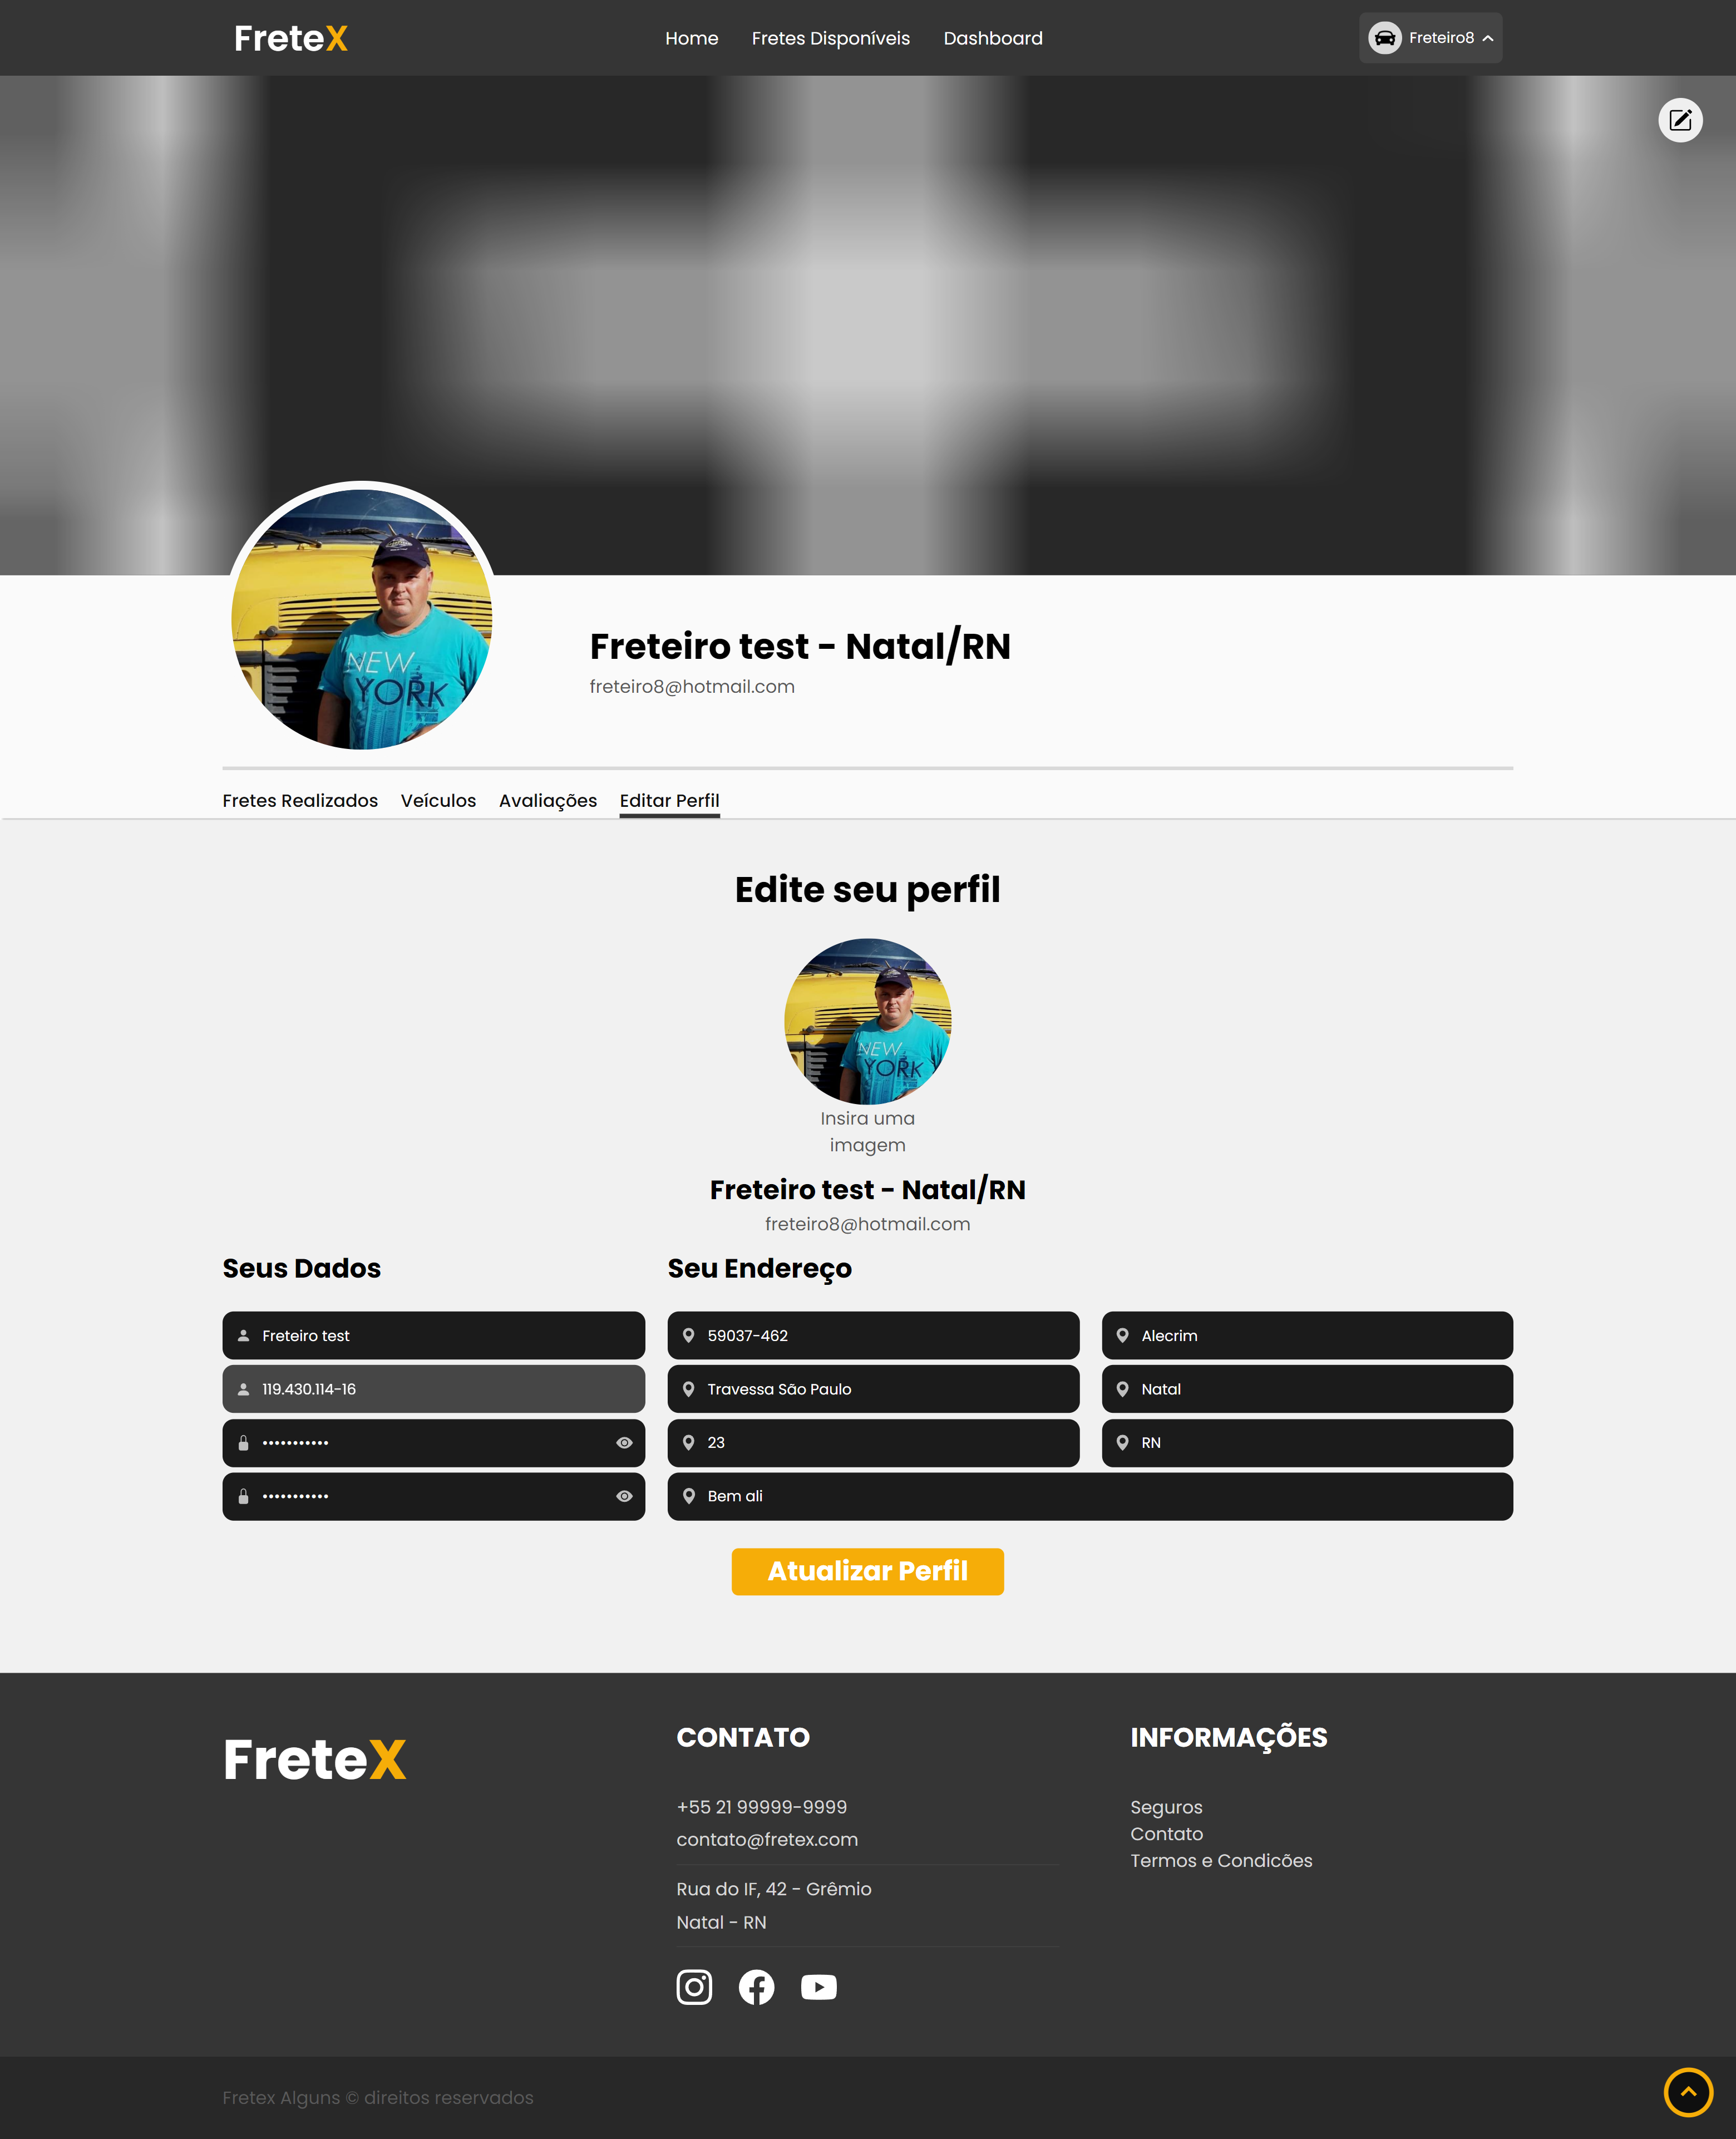 FreteX
Home
Fretes Disponíveis
Dashboard
Freteiro8
NEW
YORK
Freteiro test - Natal/RN
freteiro8@hotmail.com
Fretes Realizados
Veículos
Avaliações
Editar Perfil
Edite seu perfil
NEW
YORK
Insira uma
imagem
Freteiro test - Natal/RN
freteiro8@hotmail.com
Seus Dados
Freteiro test
119.430.114-16
•••••••••••
•••••••••••
Seu Endereço
59037-462
Alecrim
Travessa São Paulo
Natal
23
RN
Bem ali
Atualizar Perfil
FreteX
CONTATO
+55 21 99999-9999
contato@fretex.com
Rua do IF, 42 - Grêmio
Natal - RN
INFORMAÇÕES
Seguros
Contato
Termos e Condicões
Fretex Alguns © direitos reservados